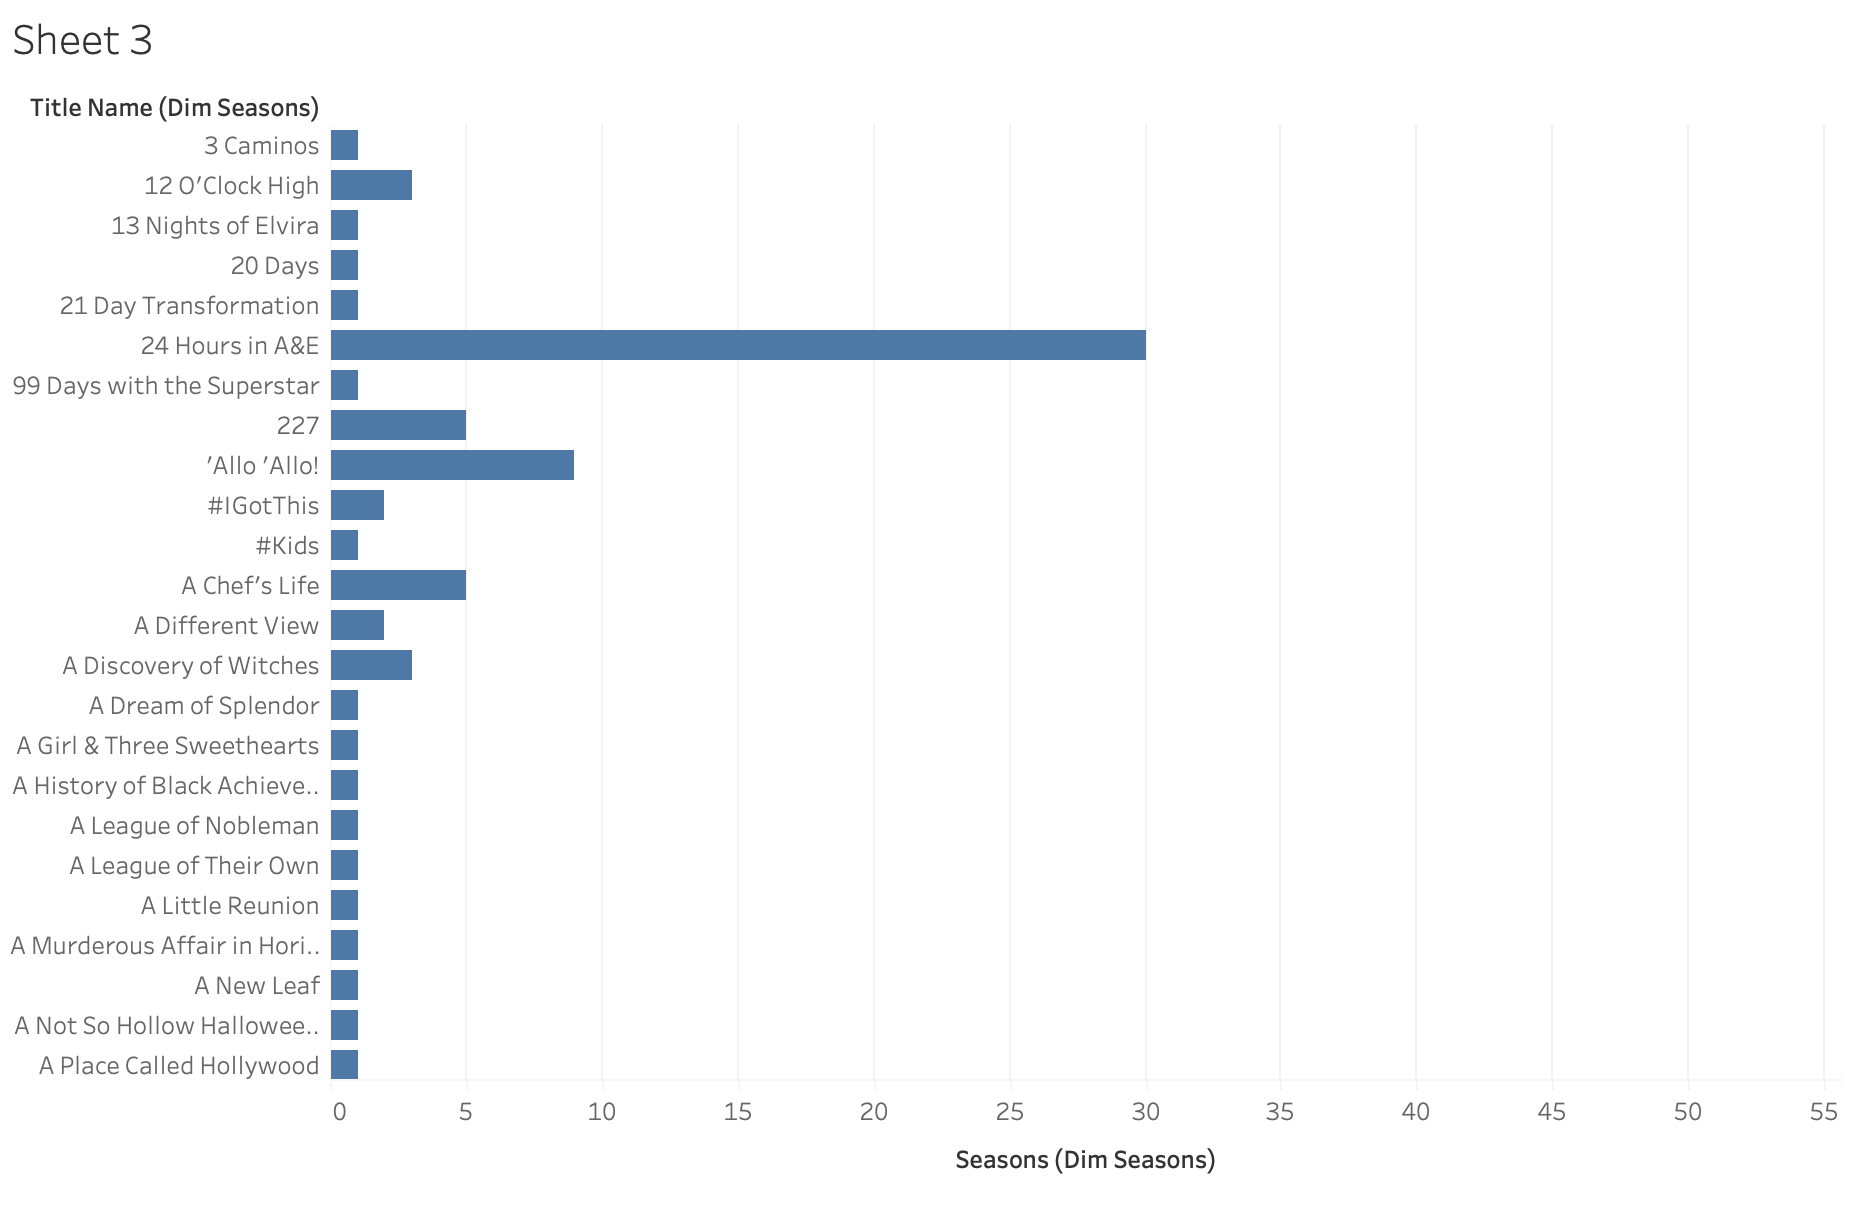 Sheet 3
Title Name (Dim Seasons)
3 Caminos
12 O'Clock High
13 Nights of Elvira
20 Days
21 Day Transformation
24 Hours in A&E
99 Days with the Superstar
227
'Allo 'Allo!
#IGotThis
#Kids
A Chef's Life
A Different View
A Discovery of Witches
A Dream of Splendor
A Girl & Three Sweethearts
A History of Black Achieve..
A League of Nobleman
A League of Their Own
A Little Reunion
A Murderous Affair in Hori..
A New Leaf
A Not So Hollow Hallowee..
A Place Called Hollywood
0 5 10 15 20 25 30 35 40 45 50 55
Seasons (Dim Seasons)